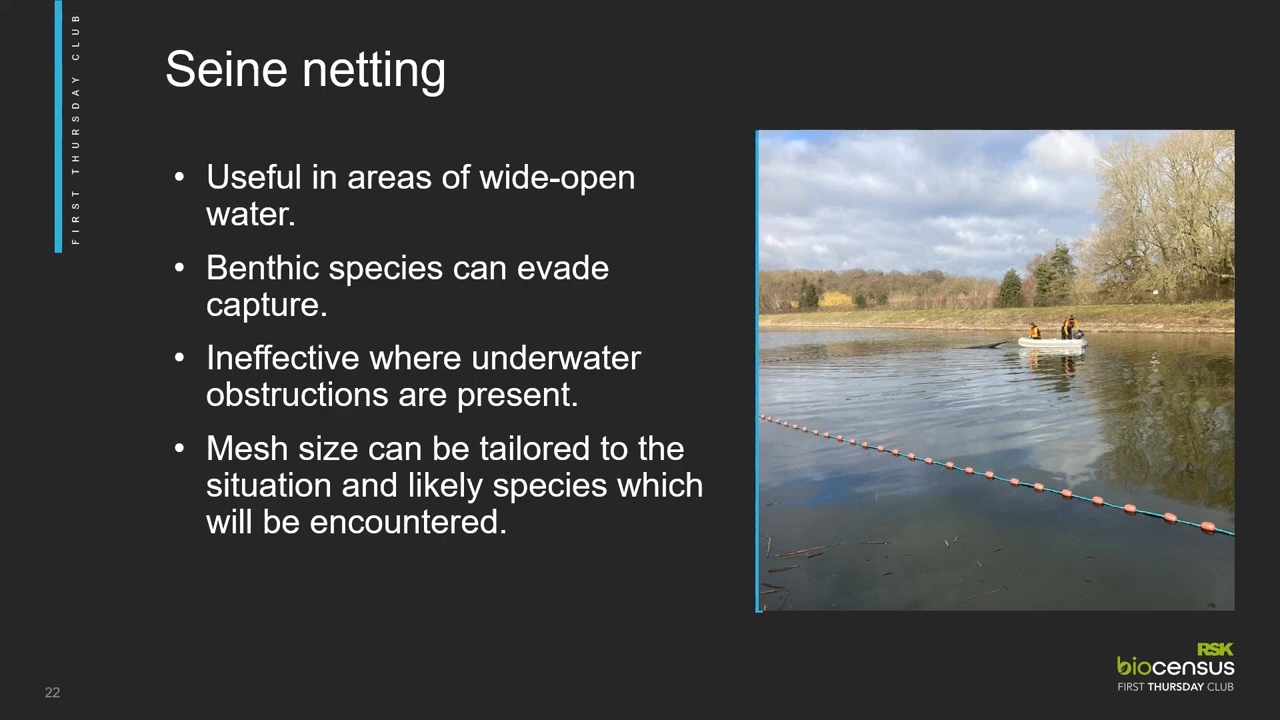 FIRST THURSDAY CLUB
Seine netting
• Useful in areas of wide-open
water.
• Benthic species can evade
capture.
• Ineffective where underwater
obstructions are present.
• Mesh size can be tailored to the
situation and likely species which
will be encountered.
RSK
biocensus
FIRST THURSDAY CLUB
22